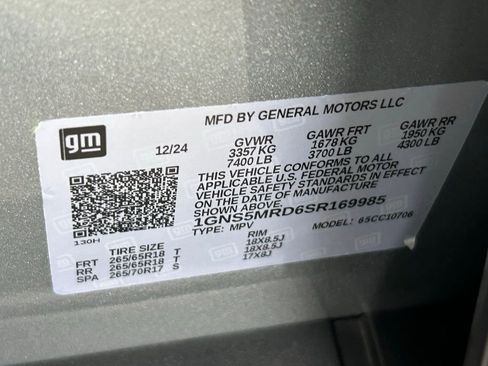 MFD BY GENERAL MOTORS LLC
gm
12/24
GVWR GAWR FRT GAWR RR
3357 KG 1678 KG 1950 KG
7400 LB 3700 LB 4300 LB
THIS VEHICLE CONFORMS TO ALL
APPLICABLE U.S. FEDERAL MOTOR
VEHICLE SAFETY STANDARDS IN EFFECT
ON THE DATE OF MANUFACTURE
SHOWN ABOVE.
1GNS5MRD6SR169985
TYPE: MPV MODEL: 65CC10706
130H
TIRE SIZE RIM
FRT 265/65R18 T 18X8.5J
RR 265/65R18 T 18X8.5J
SPA 265/70R17 S 17X8J